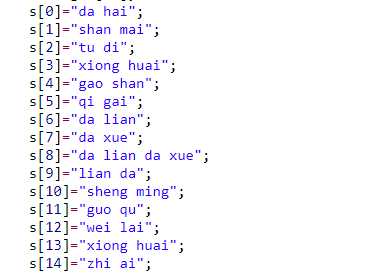 s[0]="da hai";
s[1]="shan mai";
s[2]="tu di";
s[3]="xiong huai";
s[4]="gao shan";
s[5]="qi gai";
s[6]="da lian";
s[7]="da xue";
s[8]="da lian da xue";
s[9]="lian da";
s[10]="sheng ming";
s[11]="guo qu";
s[12]="wei lai";
s[13]="xiong huai";
s[14]="zhi ai";